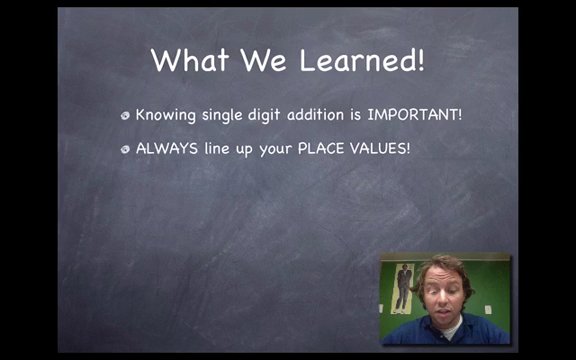 What We Learned!
Knowing single digit addition is IMPORTANT!
ALWAYS line up your PLACE VALUES!